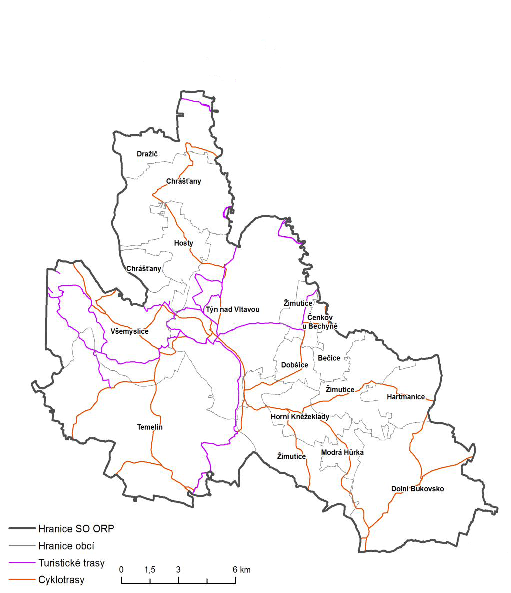 Dražíč
Chrášťany
Hosty
Chrášťany
Týn nad Vltavou
Žimutice
Čenkov
u Bechyně
Všemyslice
Bečice
Dobšice
Žimutice
Hartmanice
Horní Kněžeklady
Temelín
Žimutice
Modrá Hůrka
Dolní Bukovsko
Hranice SO ORP
Hranice obcí
Turistické trasy
Cyklotrasy
0 1,5 3 6 km